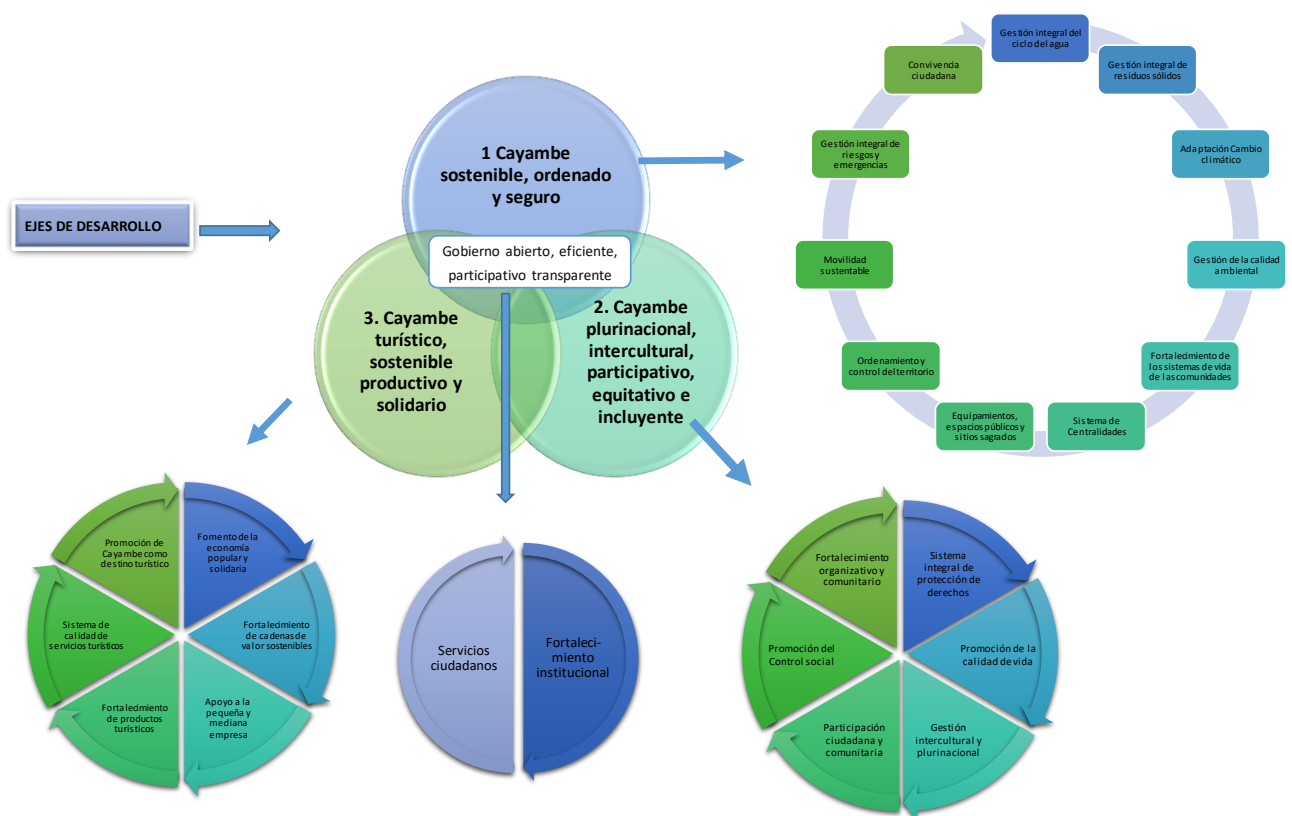 EJES DE DESARROLLO
1 Cayambe
sostenible, ordenado
y seguro
Gobierno abierto, eficiente,
participativo transparente
3. Cayambe
turístico,
sostenible
productivo y
solidario
2. Cayambe
plurinacional,
intercultural,
participativo,
equitativo e
incluyente
Gestión integral del
ciclo del agua
Gestión integral de
residuos sólidos
Adaptación Cambio
climático
Gestión de la calidad
ambiental
Fortalecimiento de
los sistemas de vida
de las comunidades
Sistema de
Centralidades
Equipamientos,
espacios públicos y
sitios sagrados
Ordenamiento y
control del territorio
Movilidad
sustentable
Gestión integral de
riesgos y
emergencias
Convivencia
ciudadana
Fomento de la
economía
popular y
solidaria
Fortalecimiento
de cadenas de
valor sostenibles
Apoyo a la
pequeña y
mediana
empresa
Fortalecimiento
de productos
turísticos
Sistema de
calidad de
servicios turísticos
Promoción de
Cayambe como
destino turístico
Servicios
ciudadanos
Fortaleci-
miento
institucional
Sistema
integral de
protección de
derechos
Promoción de la
calidad de vida
Gestión
intercultural y
plurinacional
Participación
ciudadana y
comunitaria
Promoción del
Control social
Fortalecimiento
organizativo y
comunitario